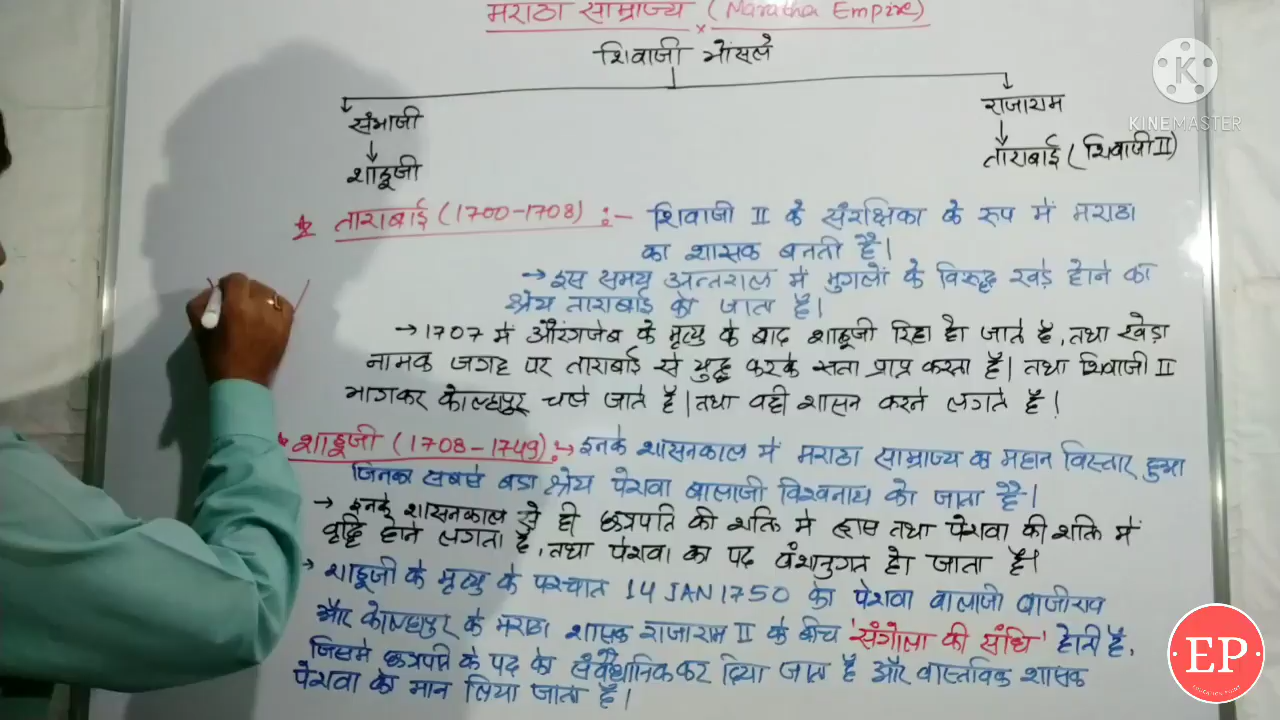 मराठा साम्राज्य (Maratha Empire)
शिवाजी भोंसले
संभाजी
राजाराम
शाहूजी
ताराबाई (शिवाजी II)
ताराबाई (1700-1708) :- शिवाजी II के संरक्षिका के रूप में मराठा
का शासक बनती है।
→ इस समय अन्तराल में मुगलों के विरूद्ध खड़े होने का
श्रेय ताराबाई को जाता है।
→ 1707 में औरंगजेब के मृत्यु के बाद शाहूजी रिहा हो जाते है, तथा खेड़ा
नामक जगह पर ताराबाई से युद्ध करके सत्ता प्राप्त करता है। तथा शिवाजी II
भागकर कोल्हापुर चले जाते है। तथा वही शासन करने लगते है।
शाहूजी (1708-1749) :→ इनके शासनकाल में मराठा साम्राज्य का महान विस्तार हुआ
जिनका सबसे बड़ा श्रेय पेशवा बालाजी विश्वनाथ को जाता है।
→ इनके शासनकाल से ही छत्रपति की शक्ति में ह्रास तथा पेशवा की शक्ति में
वृद्धि होने लगता है, तथा पेशवा का पद वंशानुगत हो जाता है।
→ शाहूजी के मृत्यु के पश्चात 14 JAN 1750 को पेशवा बालाजी बाजीराव
और कोल्हापुर के मराठा शासक राजाराम II के बीच 'संगोला की संधि' होती है,
जिसमे छत्रपति के पद को संवैधानिक कर दिया जाता है और वास्तविक शासक
पेशवा को मान लिया जाता है।
KINEMASTER
EP